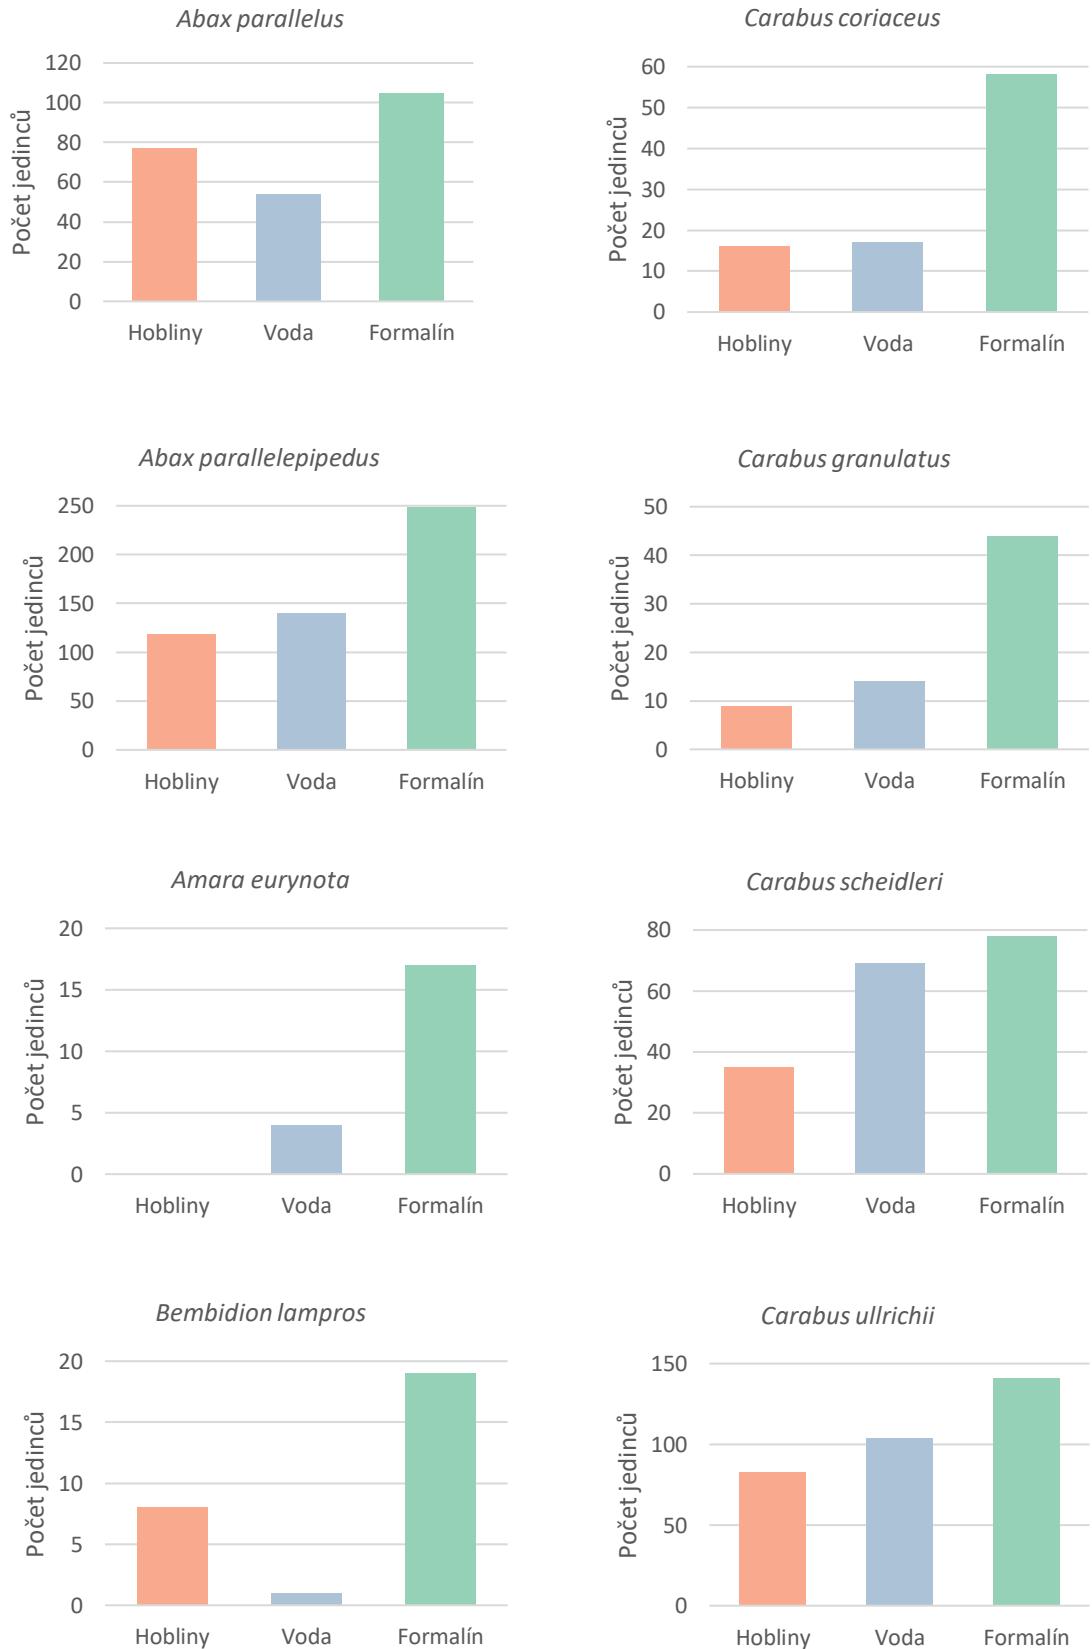 Abax parallelus
120
100
80
60
40
20
0
Počet jedinců
Hobliny Voda Formalín
Carabus coriaceus
60
50
40
30
20
10
0
Počet jedinců
Hobliny Voda Formalín
Abax parallelepipedus
250
200
150
100
50
0
Počet jedinců
Hobliny Voda Formalín
Carabus granulatus
50
40
30
20
10
0
Počet jedinců
Hobliny Voda Formalín
Amara eurynota
20
15
10
5
0
Počet jedinců
Hobliny Voda Formalín
Carabus scheidleri
80
60
40
20
0
Počet jedinců
Hobliny Voda Formalín
Bembidion lampros
20
15
10
5
0
Počet jedinců
Hobliny Voda Formalín
Carabus ullrichii
150
100
50
0
Počet jedinců
Hobliny Voda Formalín